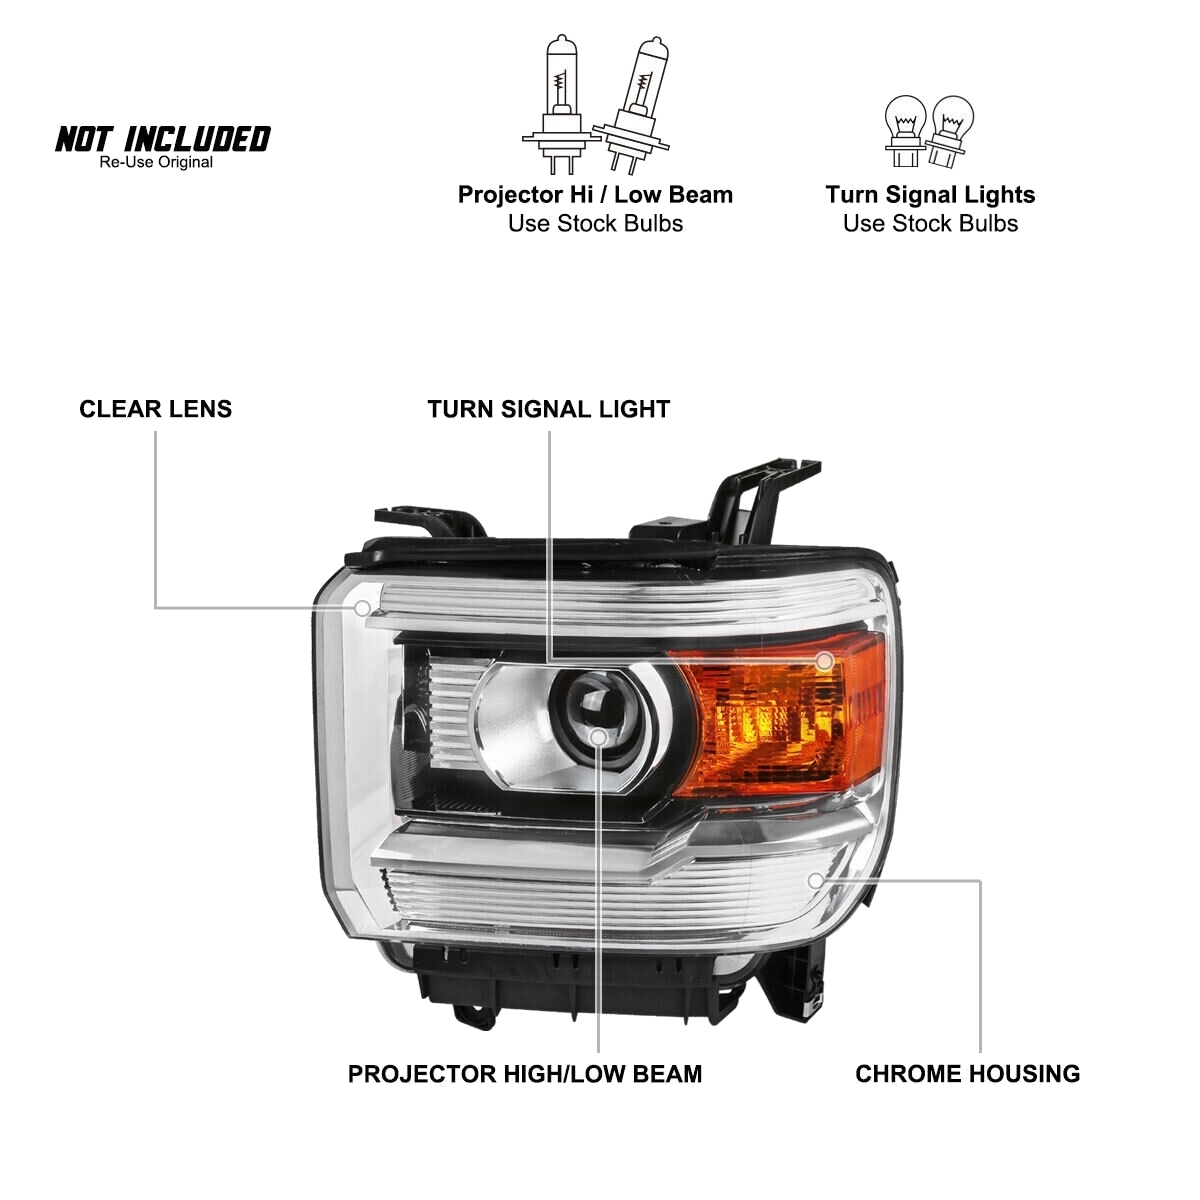 NOT INCLUDED
Re-Use Original
Projector Hi / Low Beam
Use Stock Bulbs
Turn Signal Lights
Use Stock Bulbs
CLEAR LENS
TURN SIGNAL LIGHT
PROJECTOR HIGH/LOW BEAM
CHROME HOUSING